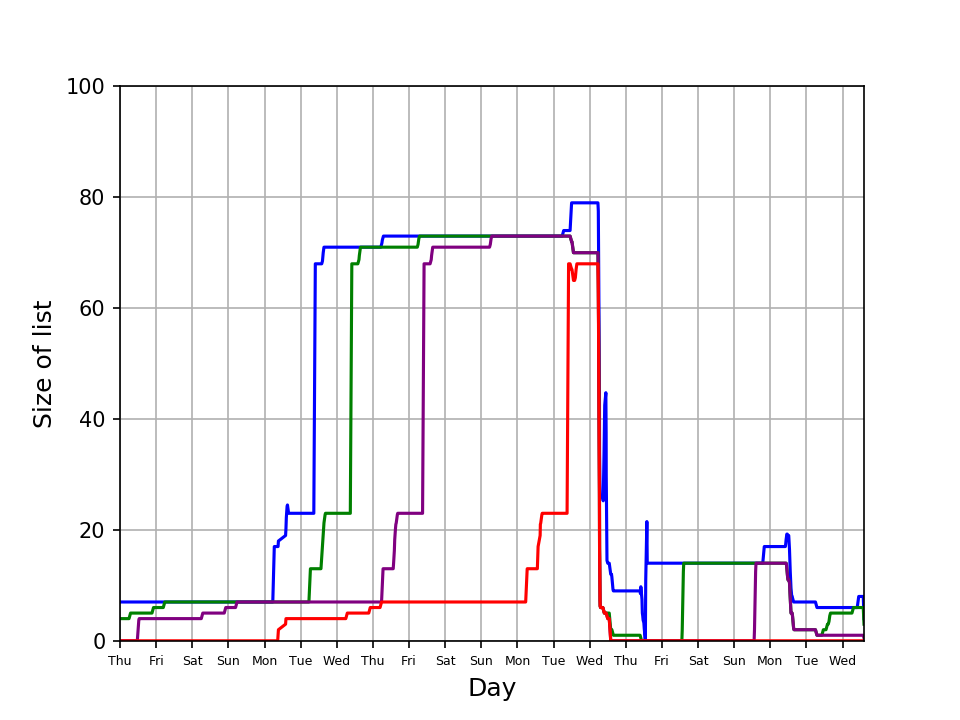 100
80
60
40
20
0
Size of list
Thu Fri Sat Sun Mon Tue Wed Thu Fri Sat Sun Mon Tue Wed Thu Fri Sat Sun Mon Tue Wed
Day